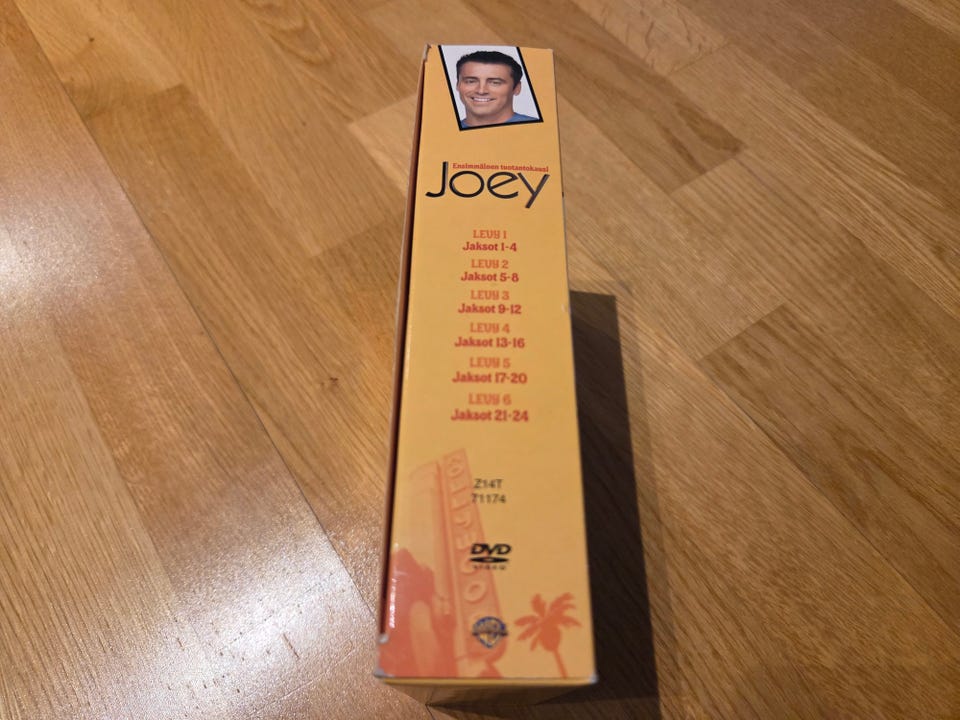 Ensimmäinen tuotantokausi
Joey
LEVY 1
Jaksot 1-4
LEVY 2
Jaksot 5-8
LEVY 3
Jaksot 9-12
LEVY 4
Jaksot 13-16
LEVY 5
Jaksot 17-20
LEVY 6
Jaksot 21-24
Z14T
71174
DVD
VIDEO